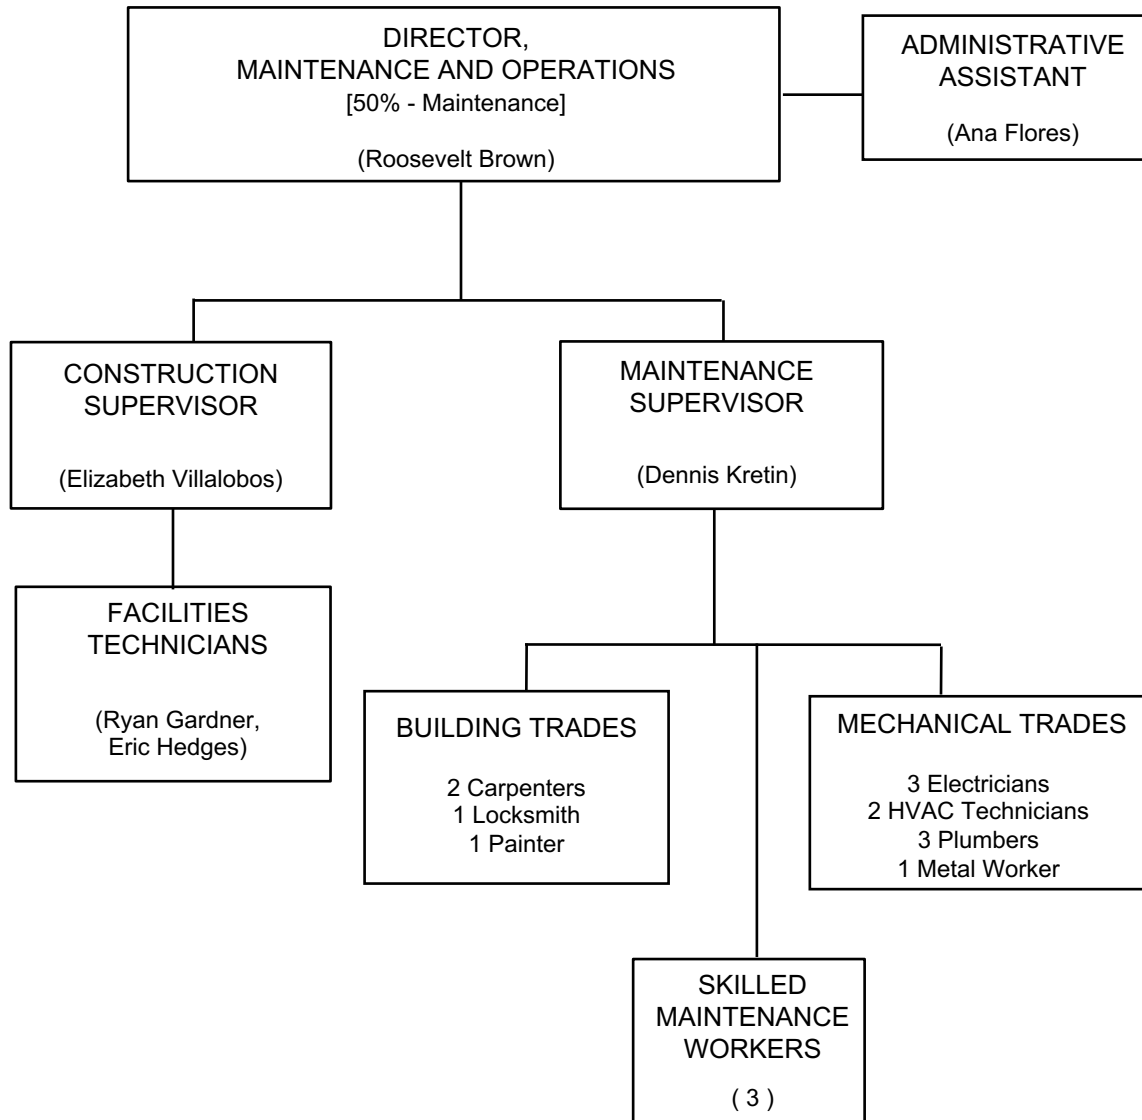 DIRECTOR,
MAINTENANCE AND OPERATIONS
[50% - Maintenance]
(Roosevelt Brown)
ADMINISTRATIVE
ASSISTANT
(Ana Flores)
CONSTRUCTION
SUPERVISOR
(Elizabeth Villalobos)
MAINTENANCE
SUPERVISOR
(Dennis Kretin)
FACILITIES
TECHNICIANS
(Ryan Gardner,
Eric Hedges)
BUILDING TRADES
2 Carpenters
1 Locksmith
1 Painter
MECHANICAL TRADES
3 Electricians
2 HVAC Technicians
3 Plumbers
1 Metal Worker
SKILLED
MAINTENANCE
WORKERS
( 3 )